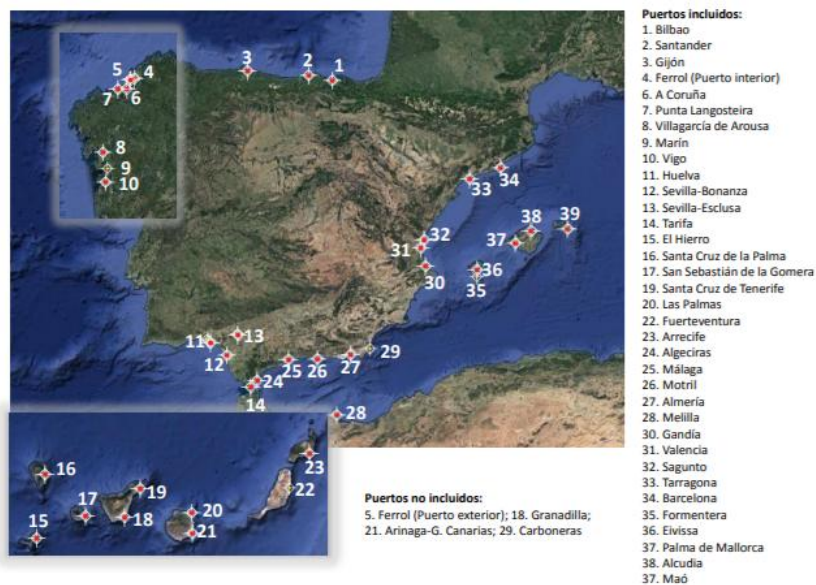 5
4
7
6
3
2
1
8
9
10
33
34
32
31
30
37
38
39
36
35
11
13
12
24
14
25
26
27
29
28
16
17
19
15
18
20
21
22
23
Puertos no incluidos:
5. Ferrol (Puerto exterior); 18. Granadilla;
21. Arinaga-G. Canarias; 29. Carboneras
Puertos incluidos:
1. Bilbao
2. Santander
3. Gijón
4. Ferrol (Puerto interior)
6. A Coruña
7. Punta Langosteira
8. Villagarcía de Arousa
9. Marín
10. Vigo
11. Huelva
12. Sevilla-Bonanza
13. Sevilla-Esclusa
14. Tarifa
15. El Hierro
16. Santa Cruz de la Palma
17. San Sebastián de la Gomera
19. Santa Cruz de Tenerife
20. Las Palmas
22. Fuerteventura
23. Arrecife
24. Algeciras
25. Málaga
26. Motril
27. Almería
28. Melilla
30. Gandía
31. Valencia
32. Sagunto
33. Tarragona
34. Barcelona
35. Formentera
36. Eivissa
37. Palma de Mallorca
38. Alcudia
37. Maó